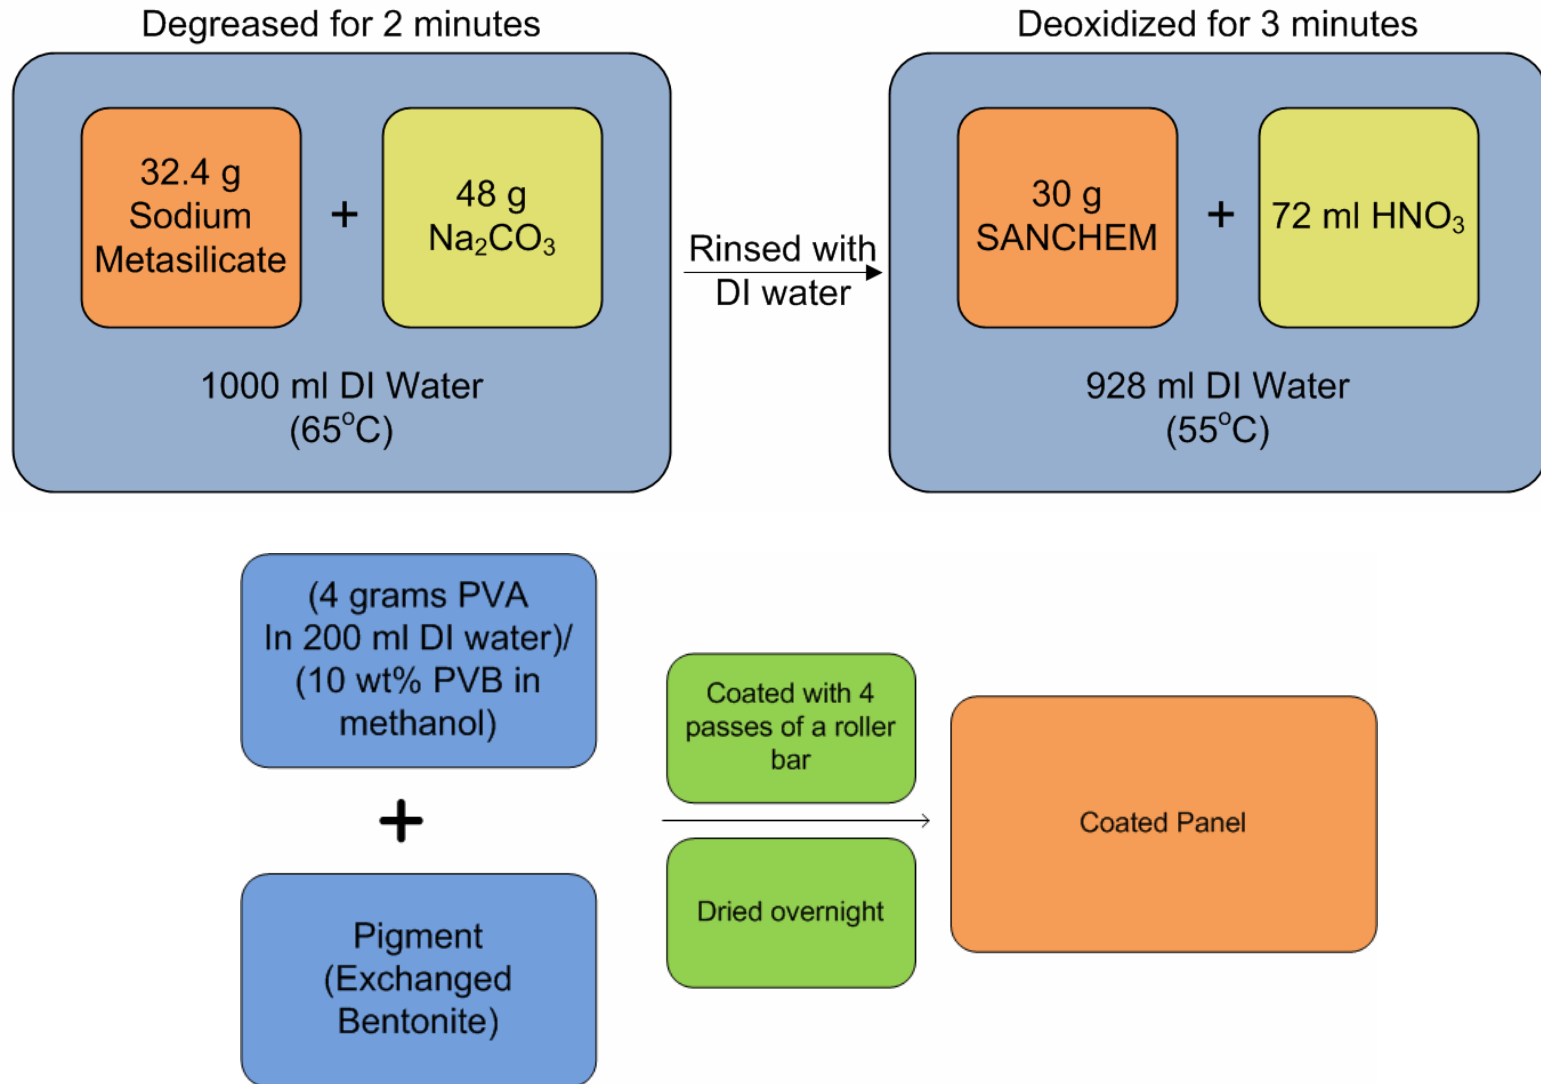 Degreased for 2 minutes
32.4 g
Sodium
Metasilicate
+
48 g
Na₂CO₃
1000 ml DI Water
(65°C)
Rinsed with
DI water
Deoxidized for 3 minutes
30 g
SANCHEM
+
72 ml HNO₃
928 ml DI Water
(55°C)
(4 grams PVA
In 200 ml DI water)/
(10 wt% PVB in
methanol)
+
Pigment
(Exchanged
Bentonite)
Coated with 4
passes of a roller
bar
Dried overnight
Coated Panel